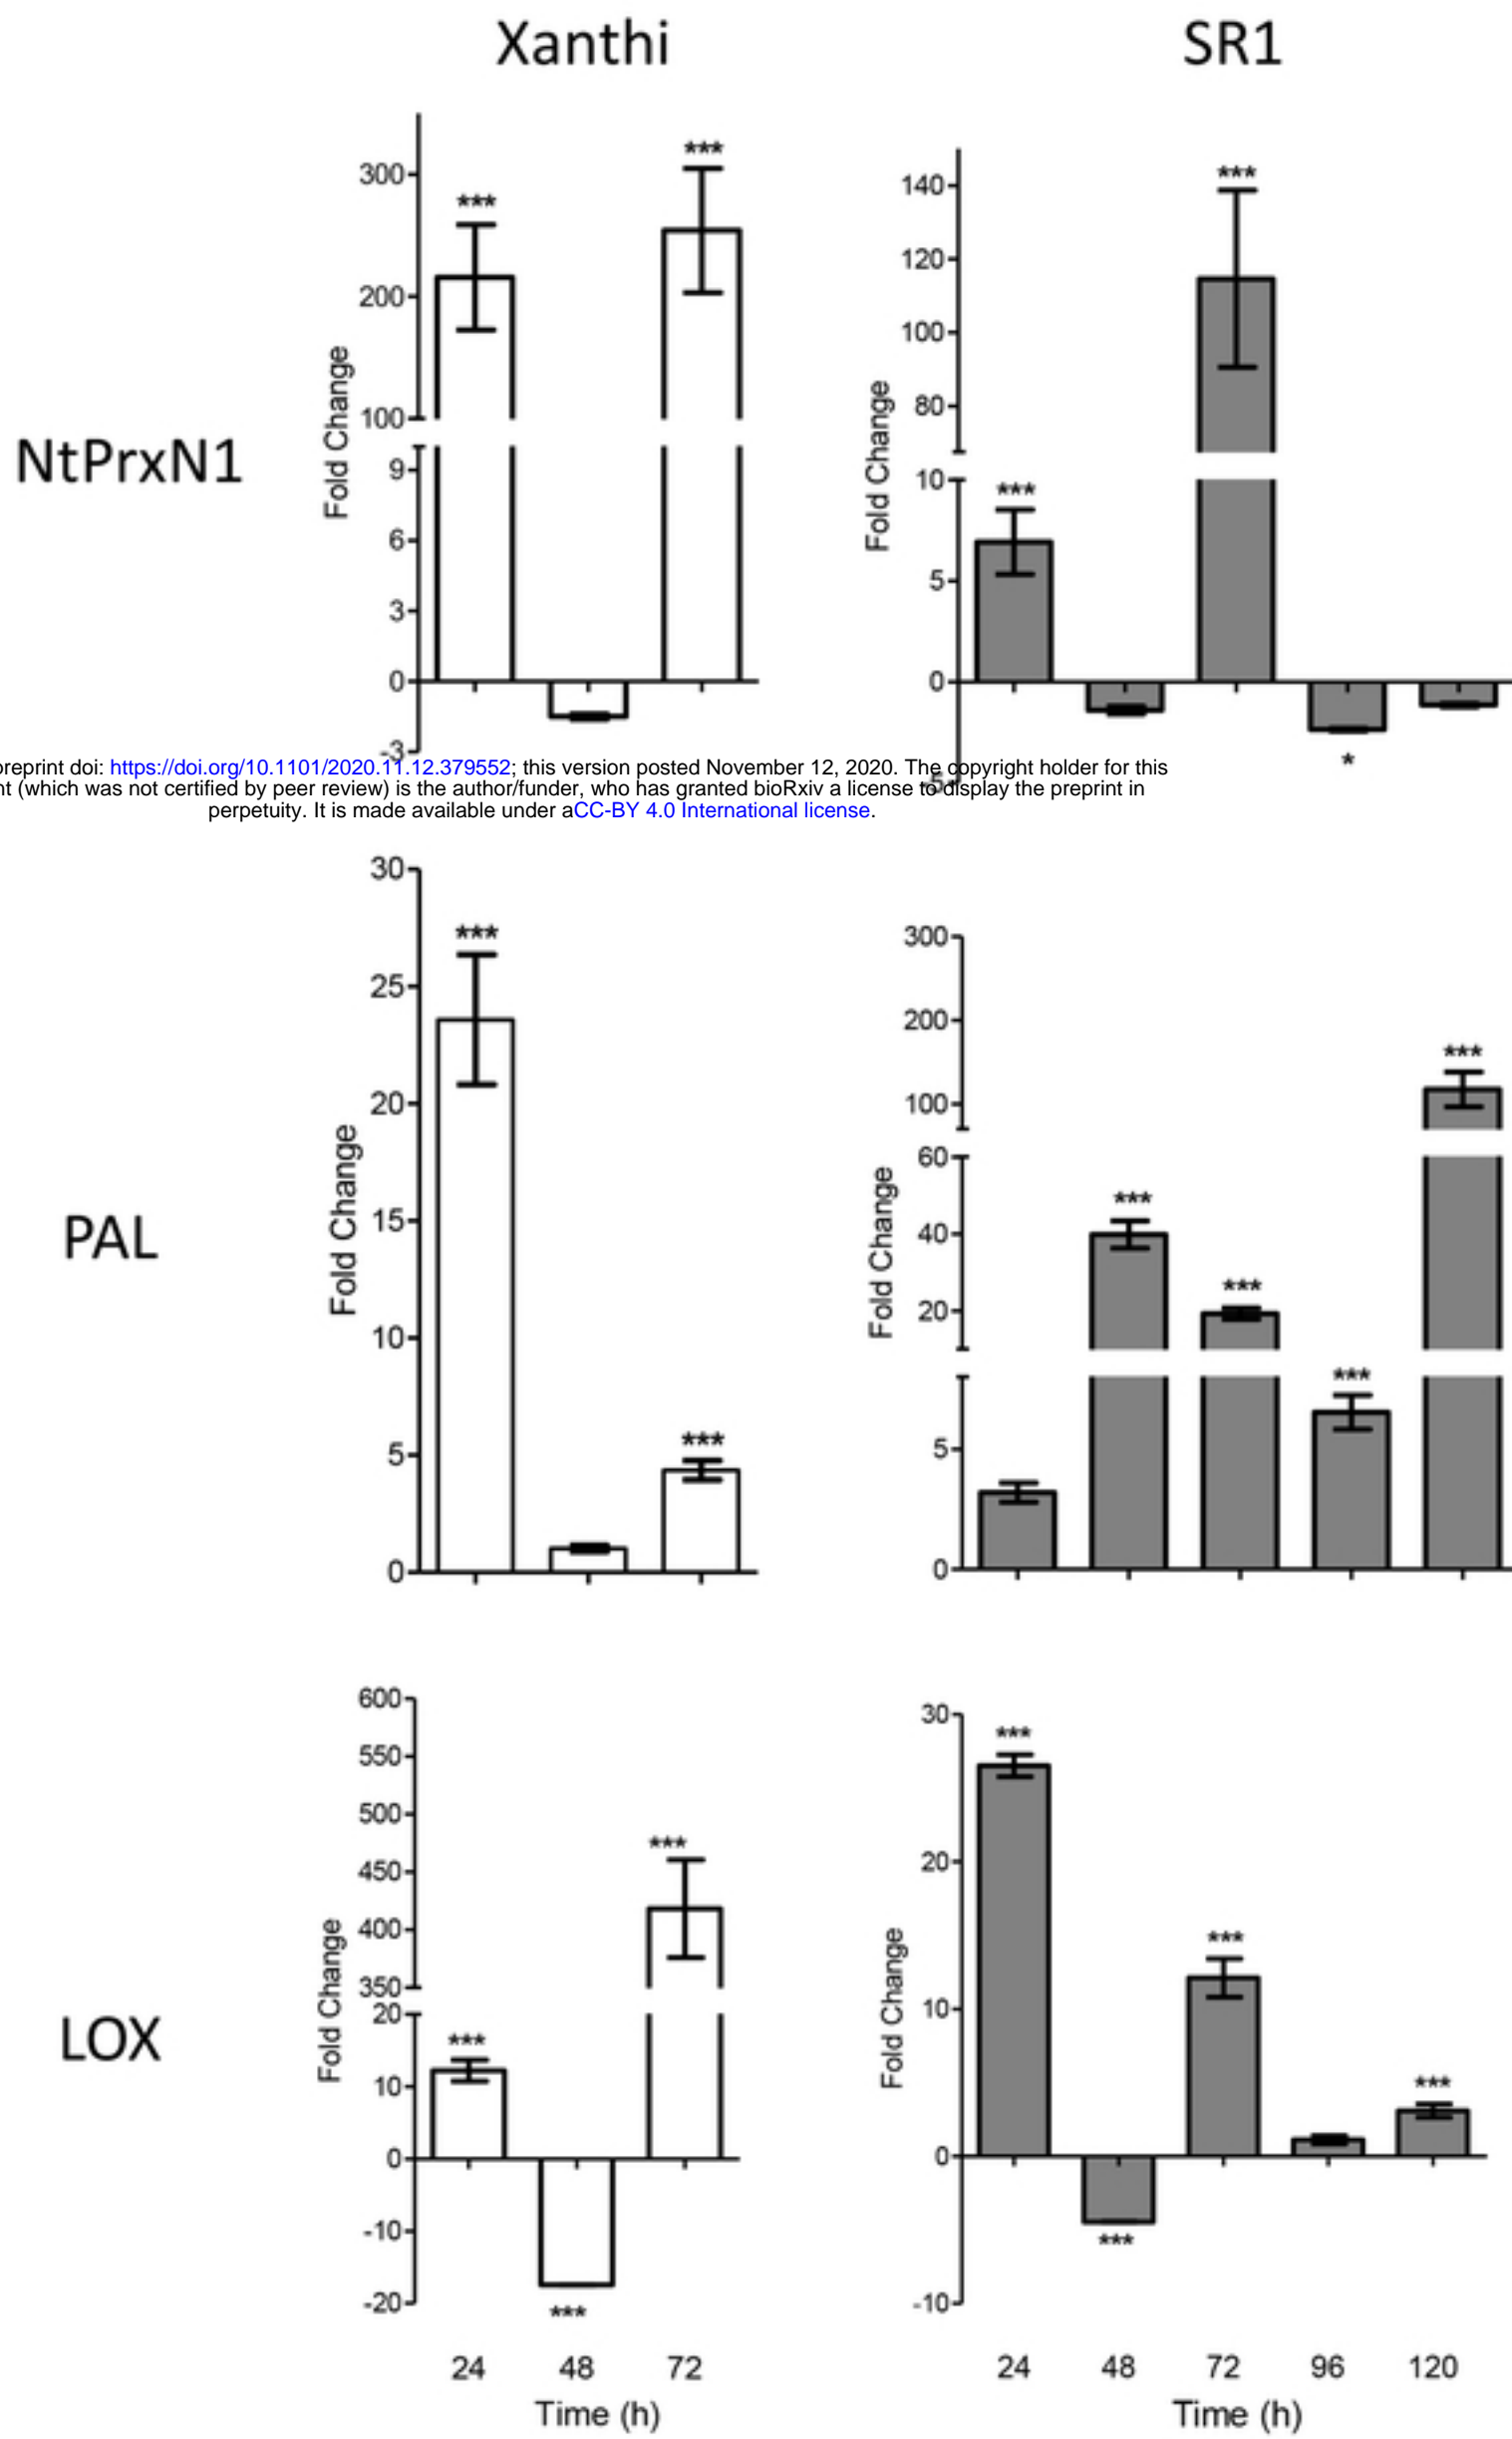 Xanthi SR1
NtPrxN1
Fold Change
300
200
100
9
6
3
0
-3
*** ***
Fold Change
140
120
100
80
10
5
0
-5
*** *** *
preprint doi: https://doi.org/10.1101/2020.11.12.379552; this version posted November 12, 2020. The copyright holder for this
nt (which was not certified by peer review) is the author/funder, who has granted bioRxiv a license to display the preprint in
perpetuity. It is made available under aCC-BY 4.0 International license.
PAL
Fold Change
30
25
20
15
10
5
0
*** ***
Fold Change
300
200
100
60
40
20
5
0
*** *** *** ***
LOX
Fold Change
600
550
500
450
400
350
20
10
0
-10
-20
*** *** ***
24 48 72
Time (h)
Fold Change
30
20
10
0
-10
*** *** *** ***
24 48 72 96 120
Time (h)